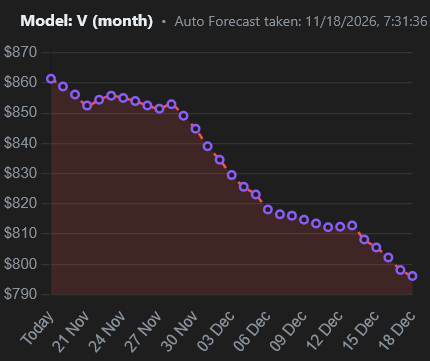 Model: V (month) • Auto Forecast taken: 11/18/2026, 7:31:36
$870
$860
$850
$840
$830
$820
$810
$800
$790
Today
21 Nov
24 Nov
27 Nov
30 Nov
03 Dec
06 Dec
09 Dec
12 Dec
15 Dec
18 Dec